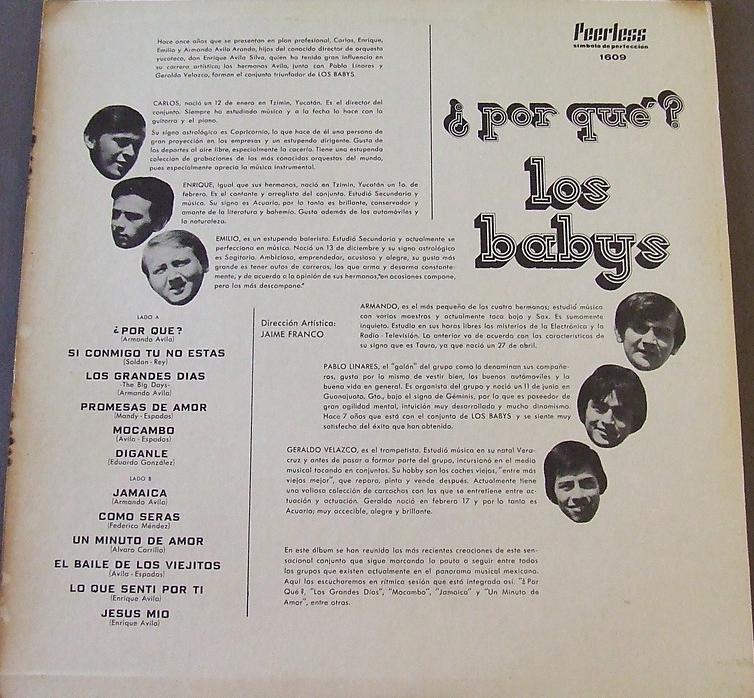 Hace once años que se presentan en plan profesional, Carlos, Enrique,
Emilio y Armando Avila Aranda, hijos del conocido director de orquesta
yucateco, don Enrique Avila Silva, quien ha tenido gran influencia en
su carrera artística; los hermanos Avila, junto con Pablo Linares y
Geraldo Velazco, forman el conjunto triunfador de LOS BABYS.
Peerless
símbolo de perfección
1609
¿por qué?
los
babys
CARLOS, nació un 12 de enero en Tzimin, Yucatán. Es el director del
conjunto. Siempre ha estudiado música y a la fecha lo hace con la
guitarra y el piano.
Su signo astrológico es Capricornio, lo que hace de él una persona de
gran proyección en las empresas y un estupendo dirigente. Gusta de
los deportes al aire libre, especialmente la cacería. Tiene una estupenda
colección de grabaciones de las más conocidas orquestas del mundo,
pues especialmente aprecia la música instrumental.
ENRIQUE, igual que sus hermanos, nació en Tzimin, Yucatán un 1o. de
febrero. Es el cantante y arreglista del conjunto. Estudió Secundaria y
música. Su signo es Acuario, por lo tanto es brillante, conservador y
amante de la literatura y bohemio. Gusta además de los automóviles y
la naturaleza.
EMILIO, es un estupendo baterista. Estudió Secundaria y actualmente se
perfecciona en música. Nació un 13 de diciembre y su signo astrológico
es Sagitario. Ambicioso, emprendedor, acucioso y alegre, su gusto más
grande es tener autos de carreras, los que arma y desarma constante-
mente, y de acuerdo a la opinión de sus hermanos,"en ocasiones compone,
pero los más descompone."
ARMANDO, es el más pequeño de los cuatro hermanos; estudió música
con varios maestros y actualmente toca bajo y Sax. Es sumamente
inquieto. Estudia en sus horas libres los misterios de la Electrónica y la
Radio - Televisión. Lo anterior va de acuerdo con las características de
su signo que es Tauro, ya que nació un 27 de abril.
Dirección Artística:
JAIME FRANCO
PABLO LINARES, el "galán" del grupo como lo denominan sus compañe-
ros, gusta por lo mismo de vestir bien, los buenos automóviles y la
buena vida en general. Es organista del grupo y nació un 11 de junio en
Guanajuato, Gto., bajo el signo de Géminis, por lo que es poseedor de
gran agilidad mental, intuición muy desarrollada y mucho dinamismo.
Hace 7 años que está con el conjunto de LOS BABYS y se siente muy
satisfecho del éxito que han obtenido.
GERALDO VELAZCO, es el trompetista. Estudió música en su natal Vera-
cruz y antes de pasar a formar parte del grupo, incursionó en el medio
musical tocando en conjuntos. Su hobby son los coches viejos, "entre más
viejos mejor", que repara, pinta y vende después. Actualmente tiene
una valiosa colección de carcachas con las que se entretiene entre ac-
tuación y actuación. Geraldo nació en febrero 17 y por lo tanto es
Acuario; muy accesible, alegre y brillante.
En este álbum se han reunido las más recientes creaciones de este sen-
sacional conjunto que sigue marcando la pauta a seguir entre todos
los grupos que existen actualmente en el panorama musical mexicano.
Aquí los escucharemos en rítmica sesión que está integrada así: "¿Por
Qué?, "Los Grandes Días", "Mocambo", "Jamaica" y "Un Minuto de
Amor", entre otras.
LADO A
¿POR QUE?
(Armando Avila)
SI CONMIGO TU NO ESTAS
(Soldan - Rey)
LOS GRANDES DIAS
-The Big Days-
(Armando Avila)
PROMESAS DE AMOR
(Mandy - Espadas)
MOCAMBO
(Avila - Espadas)
DIGANLE
(Eduardo González)
LADO B
JAMAICA
(Armando Avila)
COMO SERAS
(Federico Méndez)
UN MINUTO DE AMOR
(Alvaro Carrillo)
EL BAILE DE LOS VIEJITOS
(Avila - Espadas)
LO QUE SENTI POR TI
(Enrique Avila)
JESUS MIO
(Enrique Avila)